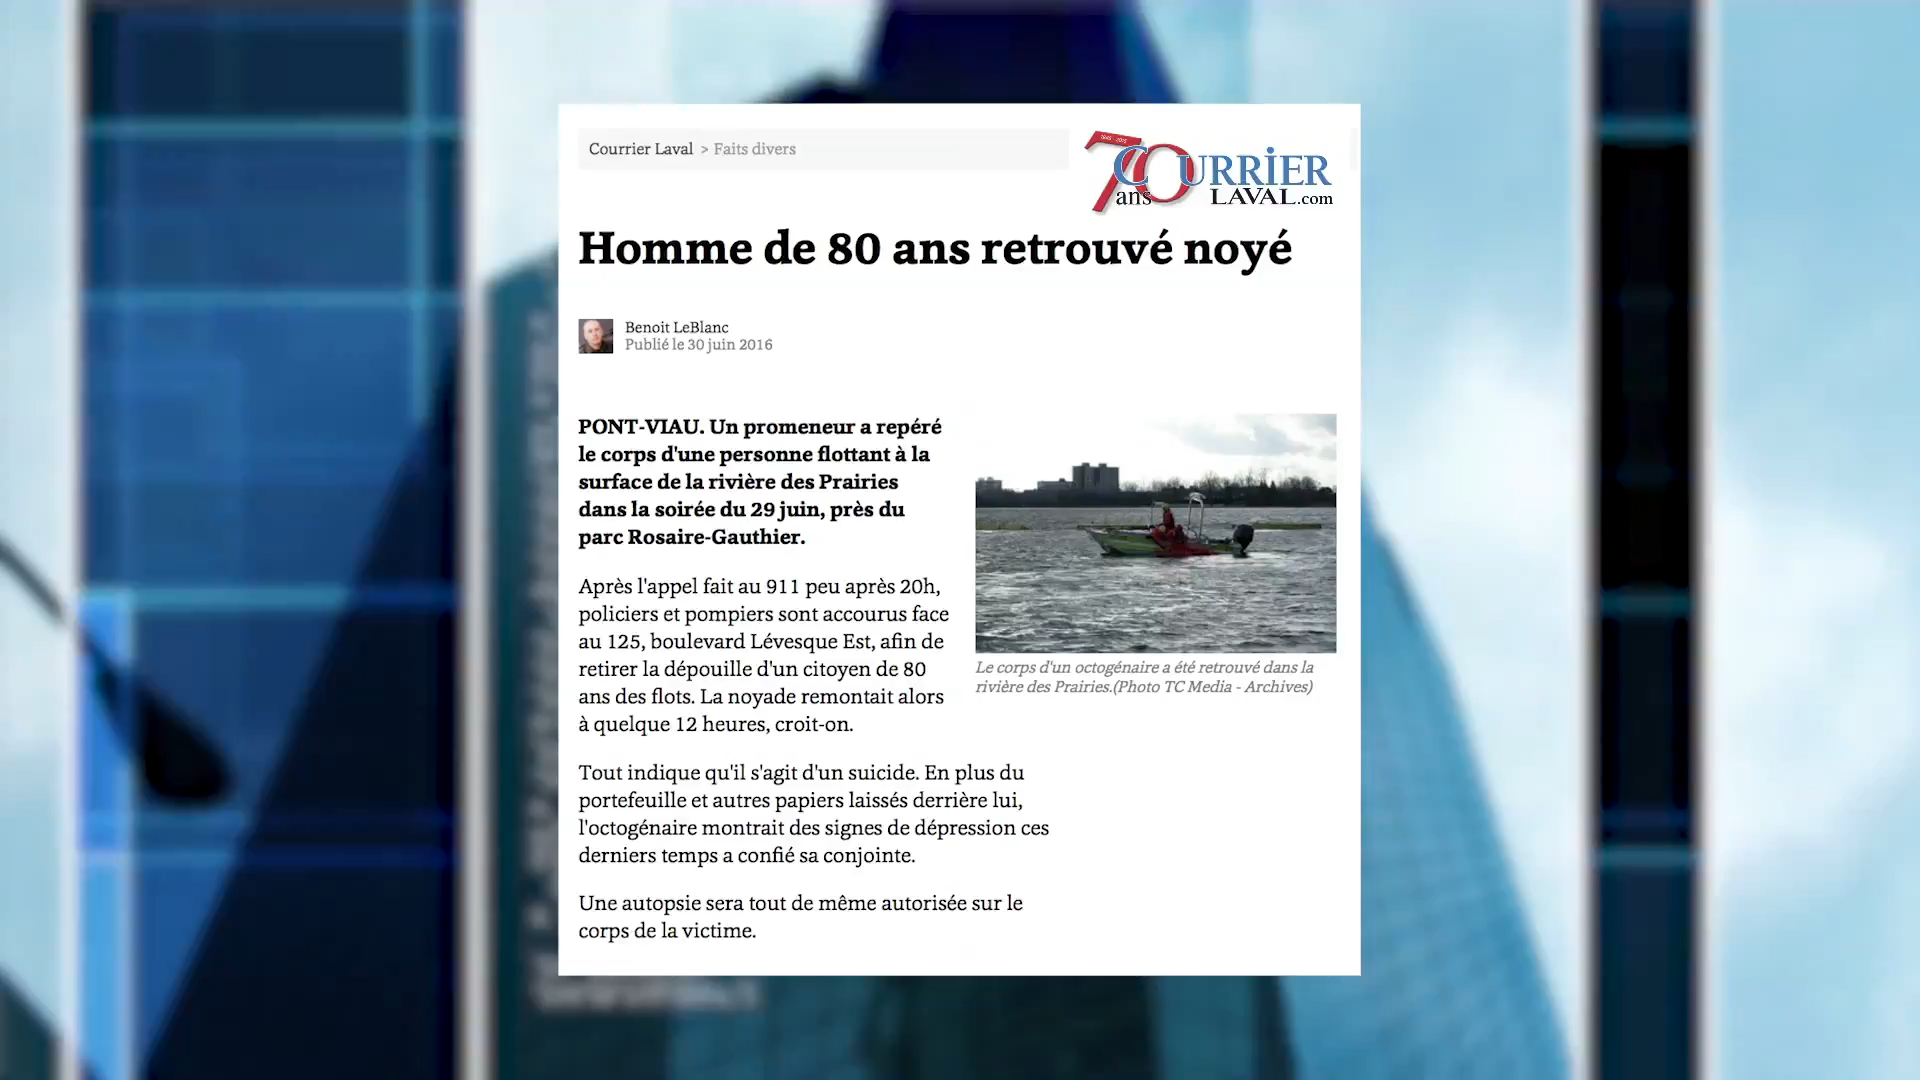 Courrier Laval > Faits divers
1945 - 2015
70 ans COURRIER
LAVAL.com
Homme de 80 ans retrouvé noyé
Benoit LeBlanc
Publié le 30 juin 2016
PONT-VIAU. Un promeneur a repéré
le corps d'une personne flottant à la
surface de la rivière des Prairies
dans la soirée du 29 juin, près du
parc Rosaire-Gauthier.
Après l'appel fait au 911 peu après 20h,
policiers et pompiers sont accourus face
au 125, boulevard Lévesque Est, afin de
retirer la dépouille d'un citoyen de 80
ans des flots. La noyade remontait alors
à quelque 12 heures, croit-on.
Le corps d'un octogénaire a été retrouvé dans la
rivière des Prairies.(Photo TC Media - Archives)
Tout indique qu'il s'agit d'un suicide. En plus du
portefeuille et autres papiers laissés derrière lui,
l'octogénaire montrait des signes de dépression ces
derniers temps a confié sa conjointe.
Une autopsie sera tout de même autorisée sur le
corps de la victime.